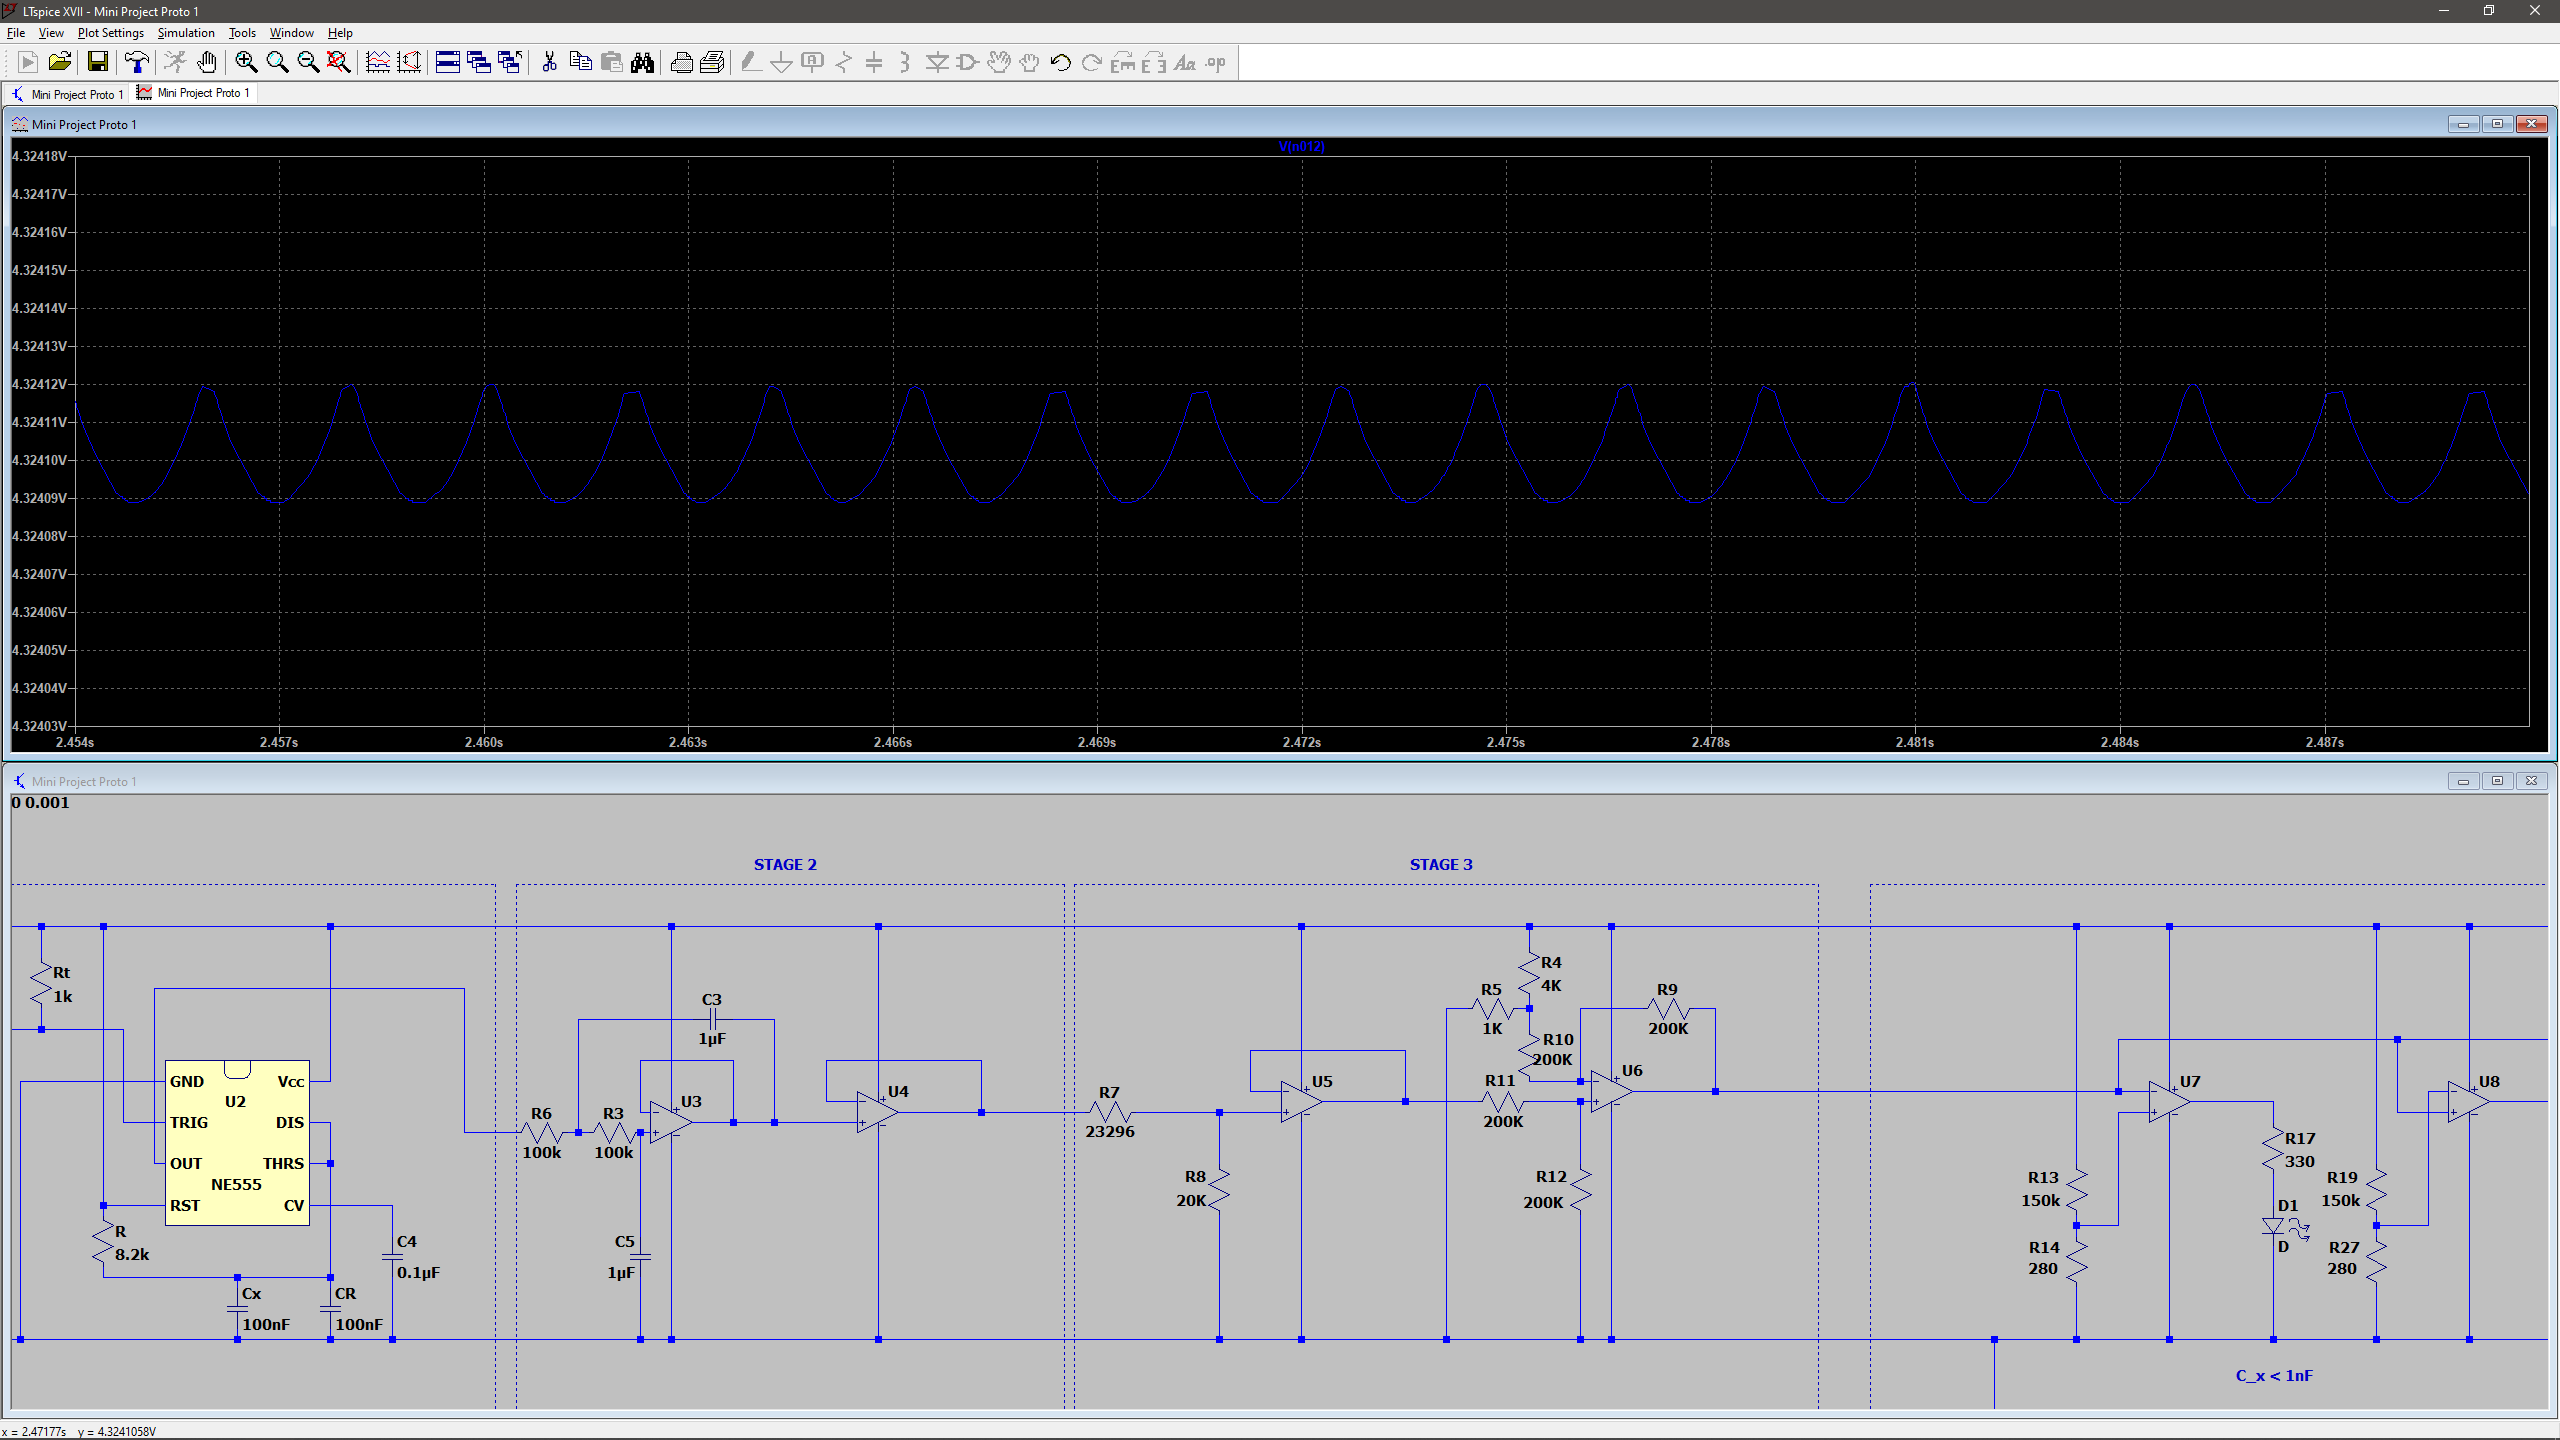 LTspice XVII - Mini Project Proto 1
File View Plot Settings Simulation Tools Window Help
Mini Project Proto 1
Mini Project Proto 1
Mini Project Proto 1
V(n012)
4.32418V
4.32417V
4.32416V
4.32415V
4.32414V
4.32413V
4.32412V
4.32411V
4.32410V
4.32409V
4.32408V
4.32407V
4.32406V
4.32405V
4.32404V
4.32403V
2.454s 2.457s 2.460s 2.463s 2.466s 2.469s 2.472s 2.475s 2.478s 2.481s 2.484s 2.487s
Mini Project Proto 1
0 0.001
STAGE 2
STAGE 3
Rt
1k
GND
Vcc
U2
TRIG
DIS
OUT
THRS
NE555
RST
CV
R
8.2k
Cx
100nF
CR
100nF
C4
0.1µF
R6
100k
R3
100k
C3
1µF
U3
U4
C5
1µF
R7
23296
R8
20K
U5
R5
1K
R4
4K
R10
200K
R9
200K
R11
200K
U6
R12
200K
U7
U8
R13
150k
R14
280
R17
330
D1
D
R19
150k
R27
280
C_x < 1nF
x = 2.47177s y = 4.3241058V